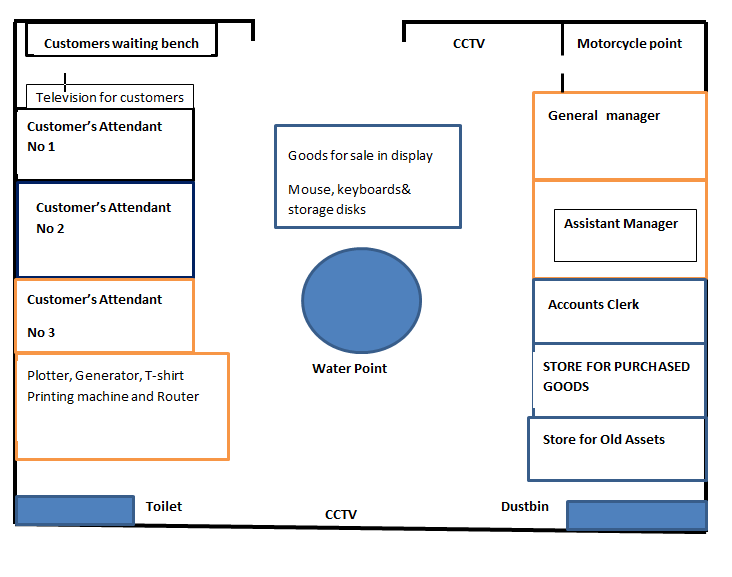 Customers waiting bench
CCTV
Motorcycle point
Television for customers
Customer's Attendant
No 1
General manager
Goods for sale in display
Mouse, keyboards&
storage disks
Customer's Attendant
No 2
Assistant Manager
Customer's Attendant
No 3
Accounts Clerk
Water Point
Plotter, Generator, T-shirt
Printing machine and Router
STORE FOR PURCHASED
GOODS
Store for Old Assets
Toilet
CCTV
Dustbin